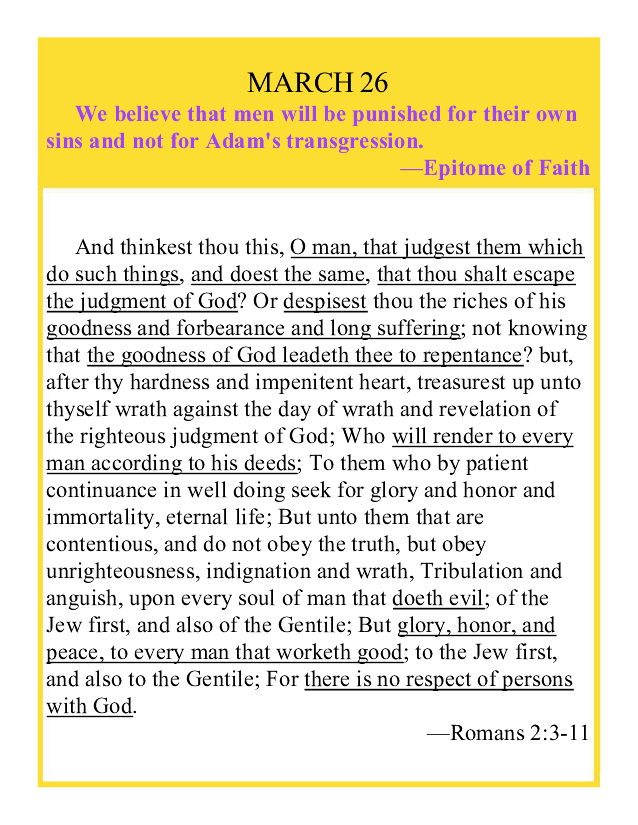 MARCH 26
We believe that men will be punished for their own
sins and not for Adam's transgression.
—Epitome of Faith
And thinkest thou this, O man, that judgest them which
do such things, and doest the same, that thou shalt escape
the judgment of God? Or despisest thou the riches of his
goodness and forbearance and long suffering; not knowing
that the goodness of God leadeth thee to repentance? but,
after thy hardness and impenitent heart, treasurest up unto
thyself wrath against the day of wrath and revelation of
the righteous judgment of God; Who will render to every
man according to his deeds; To them who by patient
continuance in well doing seek for glory and honor and
immortality, eternal life; But unto them that are
contentious, and do not obey the truth, but obey
unrighteousness, indignation and wrath, Tribulation and
anguish, upon every soul of man that doeth evil; of the
Jew first, and also of the Gentile; But glory, honor, and
peace, to every man that worketh good; to the Jew first,
and also to the Gentile; For there is no respect of persons
with God.
—Romans 2:3-11